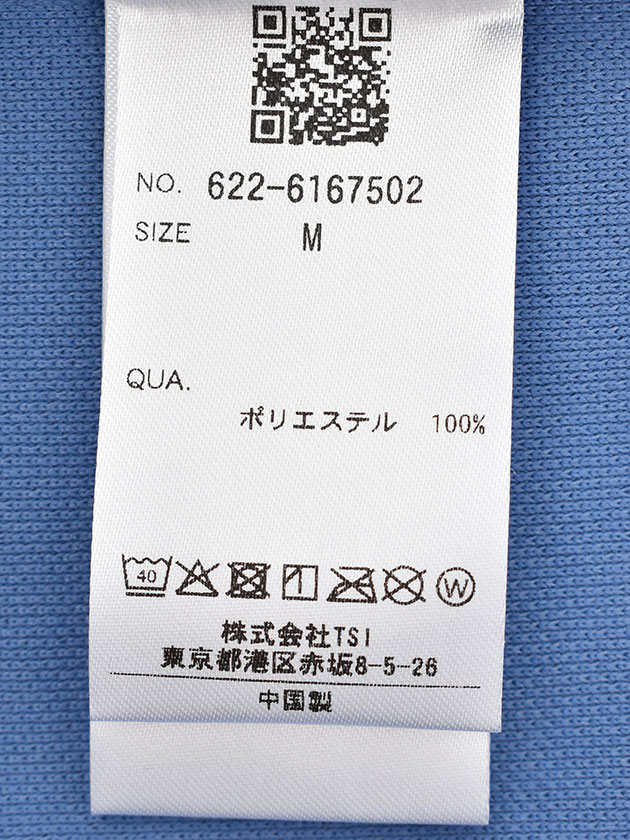 NO. 622-6167502
SIZE M
QUA.
ポリエステル 100%
40 W
株式会社TSI
東京都港区赤坂8-5-26
中国製